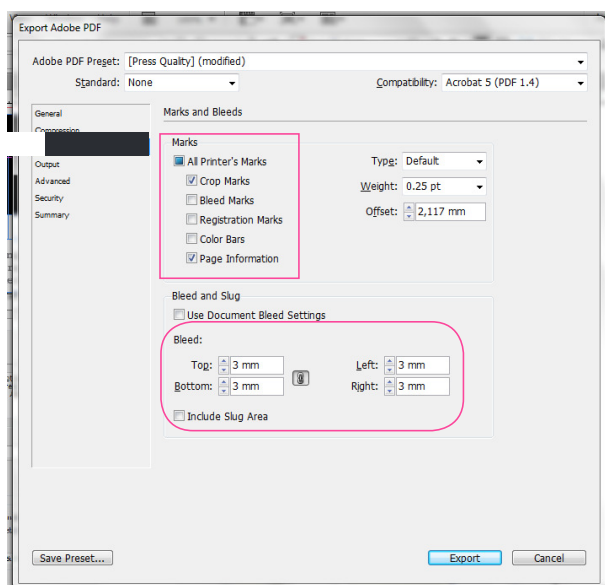 Export Adobe PDF
Adobe PDF Preset: [Press Quality] (modified)
Standard: None Compatibility: Acrobat 5 (PDF 1.4)
General
Compression
Output
Advanced
Security
Summary
Marks and Bleeds
Marks
All Printer's Marks
Crop Marks
Bleed Marks
Registration Marks
Color Bars
Page Information
Type: Default
Weight: 0.25 pt
Offset: 2,117 mm
Bleed and Slug
Use Document Bleed Settings
Bleed:
Top: 3 mm Left: 3 mm
Bottom: 3 mm Right: 3 mm
Include Slug Area
Save Preset... Export Cancel